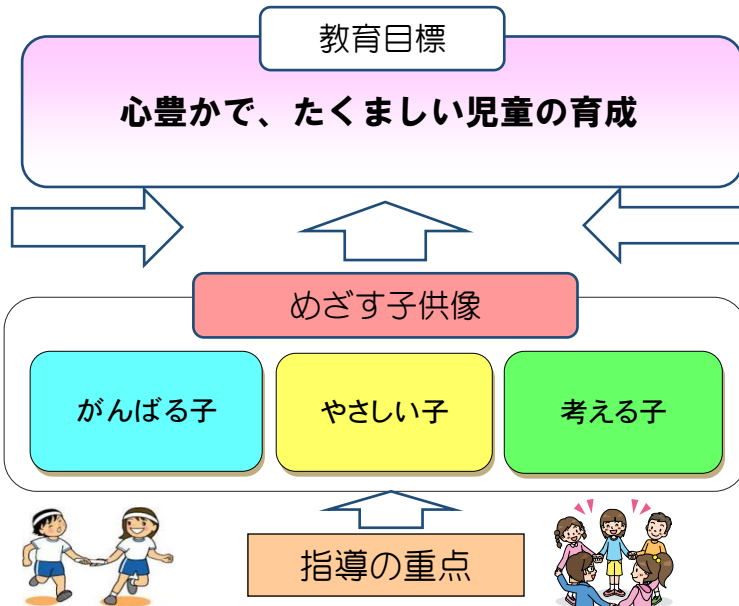 教育目標
心豊かで、たくましい児童の育成
めざす子供像
がんばる子
やさしい子
考える子
指導の重点